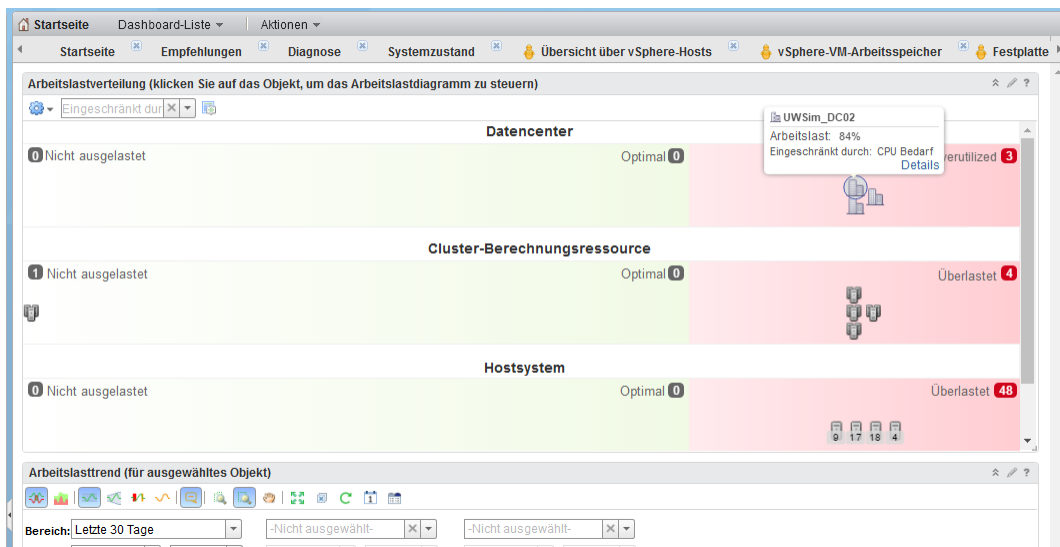 Startseite Dashboard-Liste Aktionen
Startseite Empfehlungen Diagnose Systemzustand Übersicht über vSphere-Hosts vSphere-VM-Arbeitsspeicher Festplatte
Arbeitslastverteilung (klicken Sie auf das Objekt, um das Arbeitslastdiagramm zu steuern)
Eingeschränkt dur
UWSim_DC02
Arbeitslast: 84%
Eingeschränkt durch: CPU Bedarf
Details
Datencenter
0 Nicht ausgelastet Optimal 0 erutilized 3
Cluster-Berechnungsressource
1 Nicht ausgelastet Optimal 0 Überlastet 4
Hostsystem
0 Nicht ausgelastet Optimal 0 Überlastet 48
9 17 18 4
Arbeitslasttrend (für ausgewähltes Objekt)
Bereich: Letzte 30 Tage -Nicht ausgewählt- -Nicht ausgewählt-